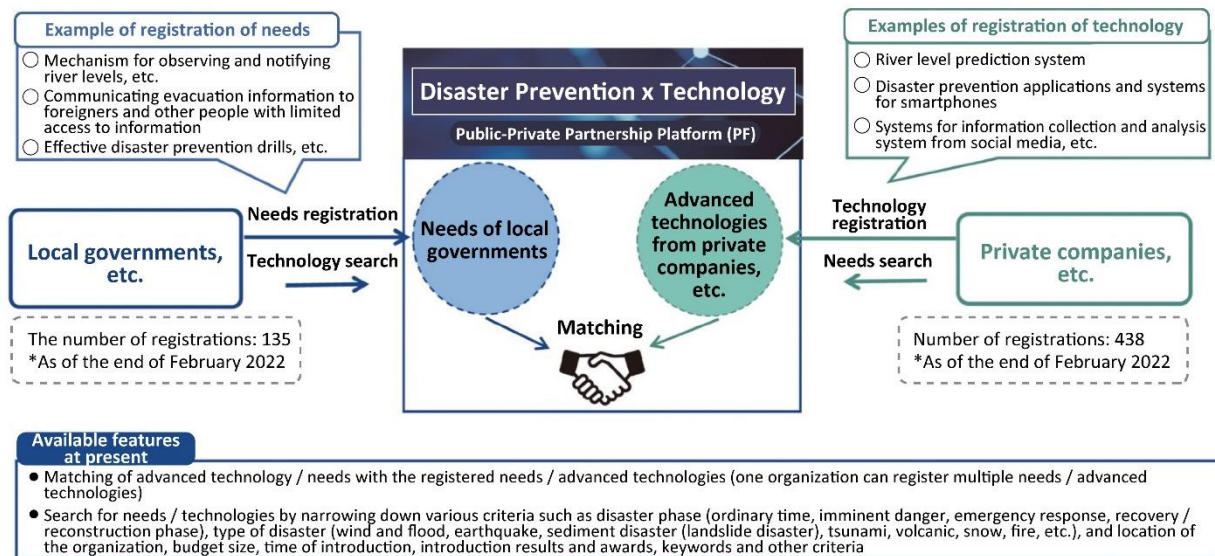 Example of registration of needs
○ Mechanism for observing and notifying
river levels, etc.
○ Communicating evacuation information to
foreigners and other people with limited
access to information
○ Effective disaster prevention drills, etc.
Disaster Prevention x Technology
Public-Private Partnership Platform (PF)
Examples of registration of technology
○ River level prediction system
○ Disaster prevention applications and systems
for smartphones
○ Systems for information collection and analysis
system from social media, etc.
Local governments,
etc.
Needs registration
Technology search
Needs of local
governments
Advanced
technologies
from private
companies,
etc.
Technology
registration
Needs search
Private companies,
etc.
The number of registrations: 135
*As of the end of February 2022
Matching
Number of registrations: 438
*As of the end of February 2022
Available features
at present
● Matching of advanced technology / needs with the registered needs / advanced technologies (one organization can register multiple needs / advanced
technologies)
● Search for needs / technologies by narrowing down various criteria such as disaster phase (ordinary time, imminent danger, emergency response, recovery /
reconstruction phase), type of disaster (wind and flood, earthquake, sediment disaster (landslide disaster), tsunami, volcanic, snow, fire, etc.), and location of
the organization, budget size, time of introduction, introduction results and awards, keywords and other criteria